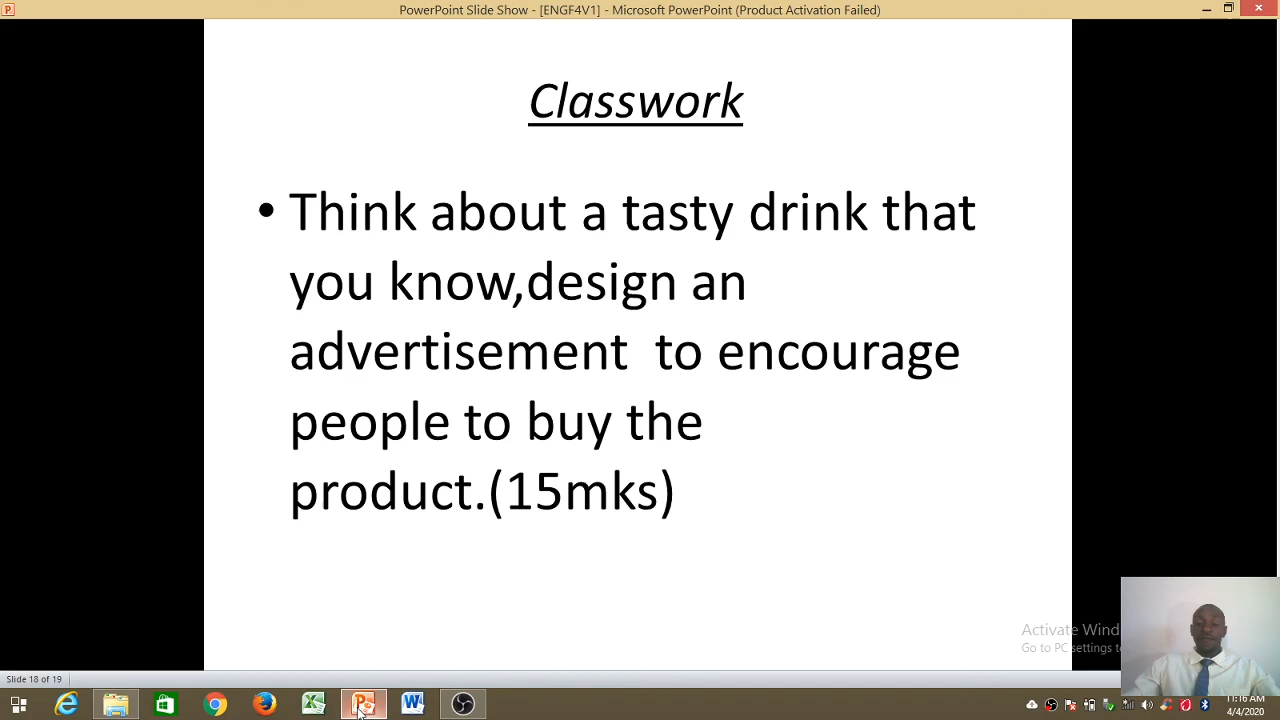 PowerPoint Slide Show - [ENGF4V1] - Microsoft PowerPoint (Product Activation Failed)
Classwork
• Think about a tasty drink that
you know,design an
advertisement  to encourage
people to buy the
product.(15mks)
Activate Wind
Go to PC settings t
Slide 18 of 19
11:16 AM
4/4/2020